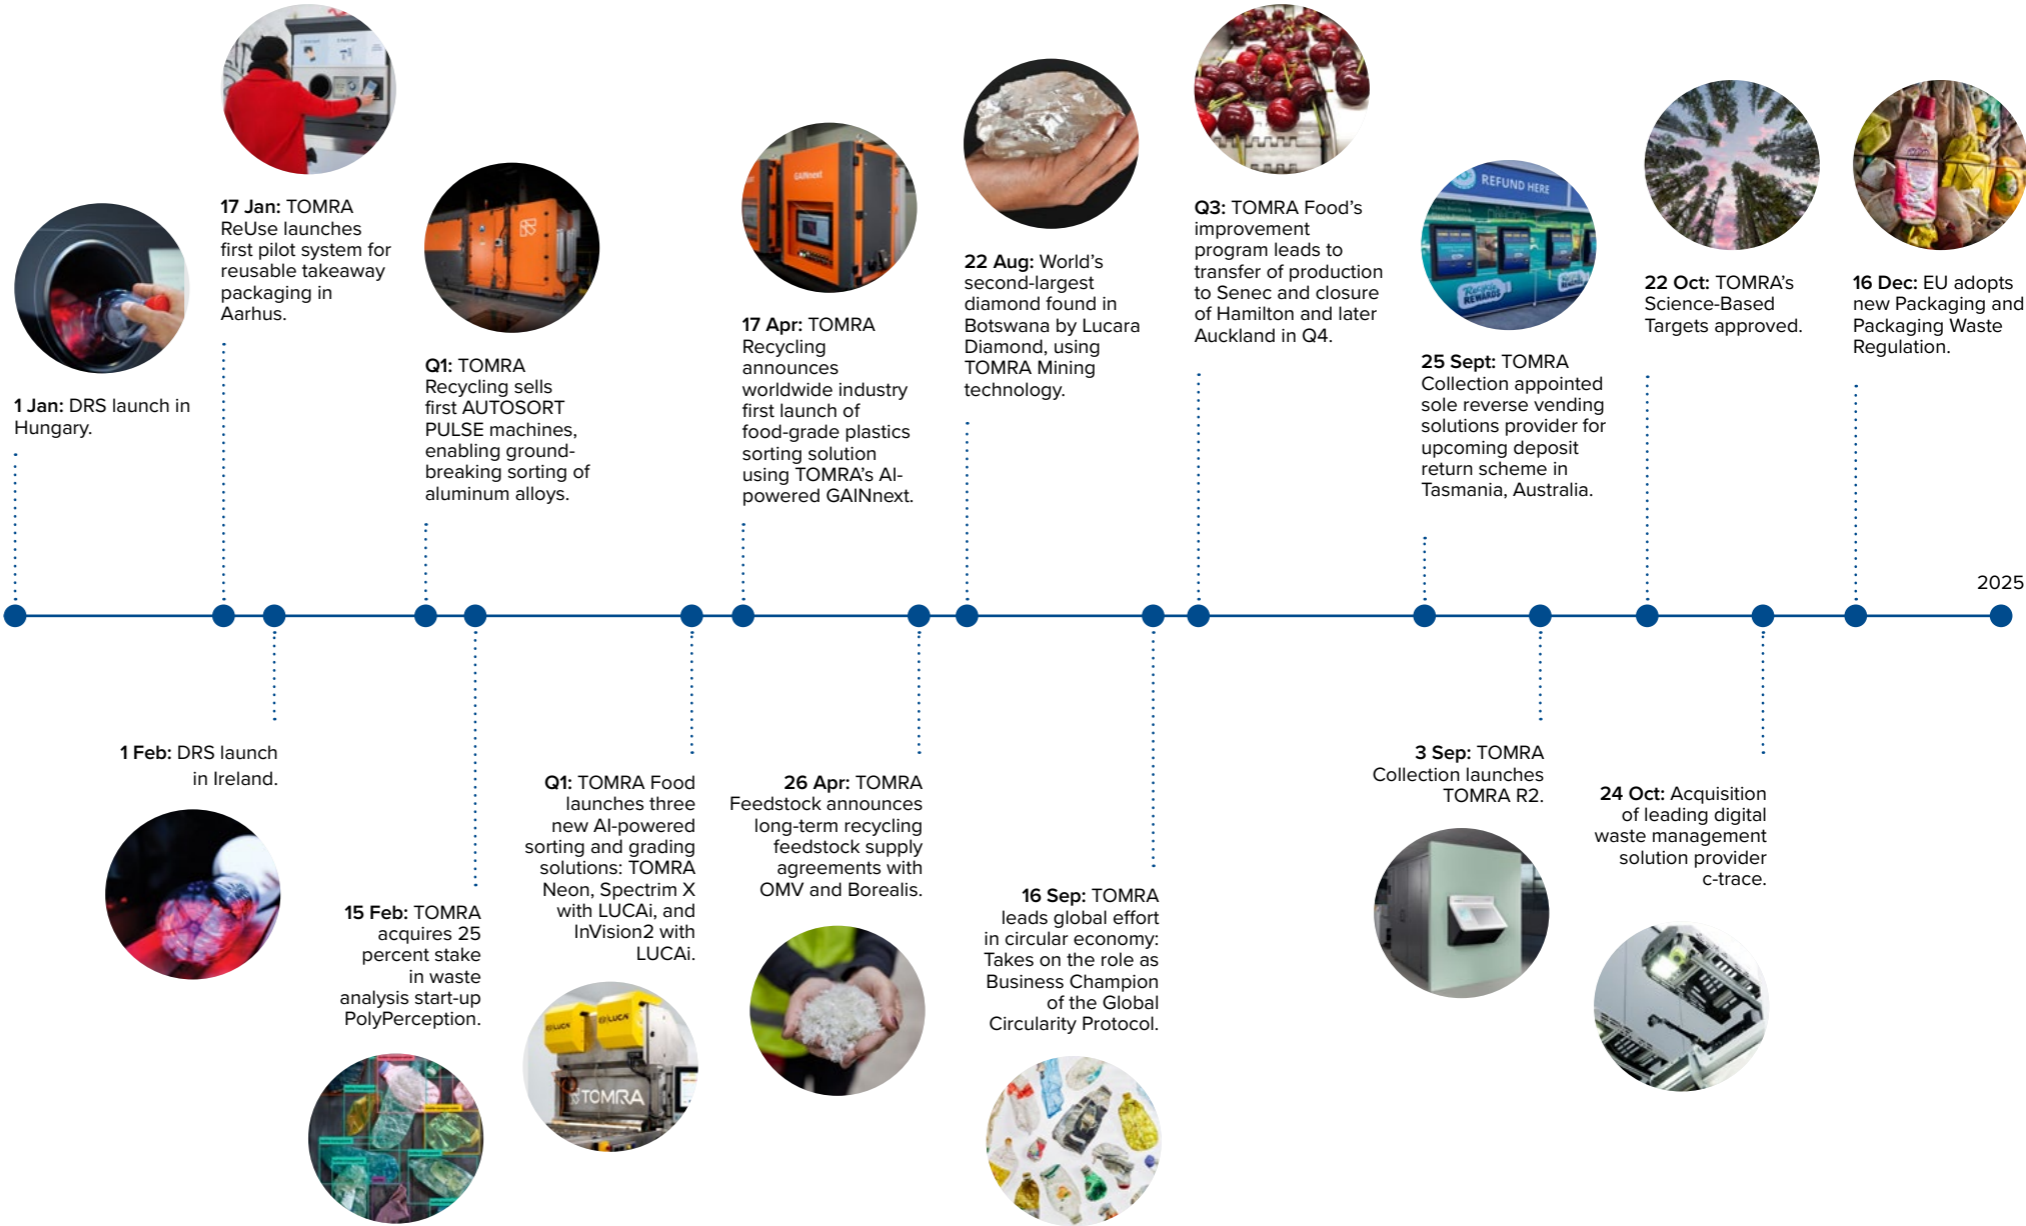 17 Jan: TOMRA
ReUse launches
first pilot system for
reusable takeaway
packaging in
Aarhus.
1 Jan: DRS launch in
Hungary.
Q1: TOMRA
Recycling sells
first AUTOSORT
PULSE machines,
enabling ground-
breaking sorting of
aluminum alloys.
GAINnext
17 Apr: TOMRA
Recycling
announces
worldwide industry
first launch of
food-grade plastics
sorting solution
using TOMRA’s AI-
powered GAINnext.
22 Aug: World’s
second-largest
diamond found in
Botswana by Lucara
Diamond, using
TOMRA Mining
technology.
Q3: TOMRA Food’s
improvement
program leads to
transfer of production
to Senec and closure
of Hamilton and later
Auckland in Q4.
REFUND HERE
Recycle
REWARDS
25 Sept: TOMRA
Collection appointed
sole reverse vending
solutions provider for
upcoming deposit
return scheme in
Tasmania, Australia.
22 Oct: TOMRA’s
Science-Based
Targets approved.
16 Dec: EU adopts
new Packaging and
Packaging Waste
Regulation.
2025
1 Feb: DRS launch
in Ireland.
15 Feb: TOMRA
acquires 25
percent stake
in waste
analysis start-up
PolyPerception.
Q1: TOMRA Food
launches three
new AI-powered
sorting and grading
solutions: TOMRA
Neon, Spectrim X
with LUCAi, and
InVision2 with
LUCAi.
LUCAi
LUCAi
TOMRA
26 Apr: TOMRA
Feedstock announces
long-term recycling
feedstock supply
agreements with
OMV and Borealis.
16 Sep: TOMRA
leads global effort
in circular economy:
Takes on the role as
Business Champion
of the Global
Circularity Protocol.
3 Sep: TOMRA
Collection launches
TOMRA R2.
24 Oct: Acquisition
of leading digital
waste management
solution provider
c-trace.